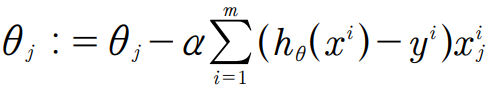 θ_j := θ_j − α ∑_{i=1}^{m} (h_θ(x^i) − y^i) x_j^i